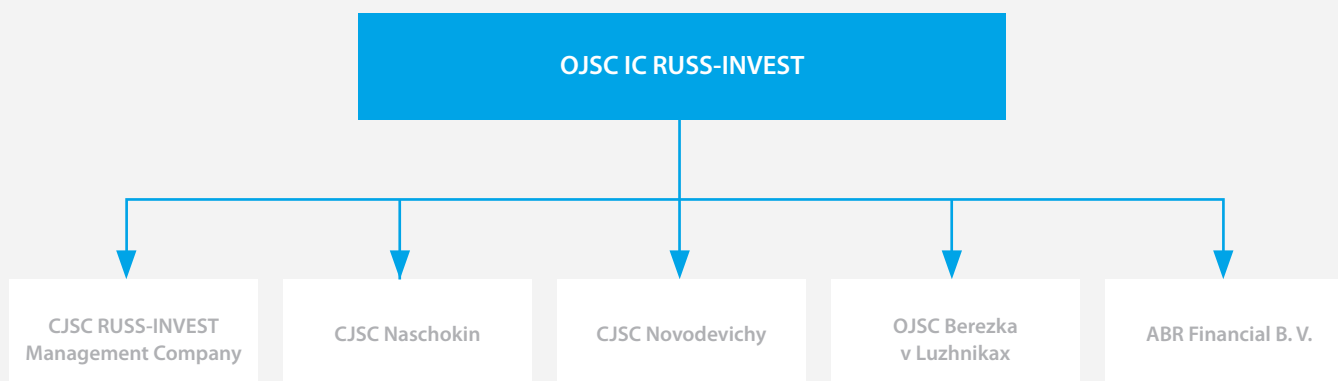 OJSC IC RUSS-INVEST
CJSC RUSS-INVEST
Management Company
CJSC Naschokin
CJSC Novodevichy
OJSC Berezka
v Luzhnikax
ABR Financial B. V.